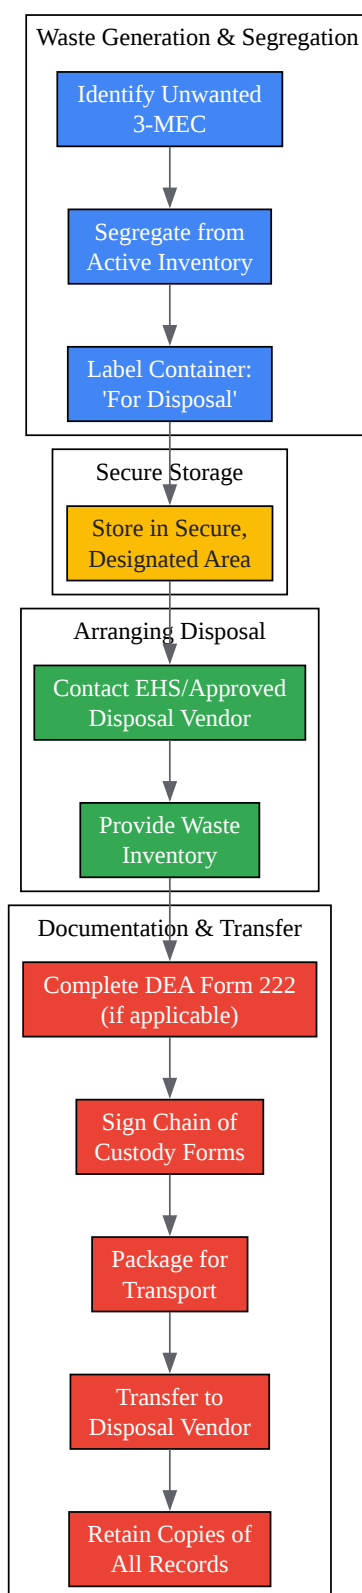 Waste Generation & Segregation
Identify Unwanted
3-MEC
Segregate from
Active Inventory
Label Container:
'For Disposal'
Secure Storage
Store in Secure,
Designated Area
Arranging Disposal
Contact EHS/Approved
Disposal Vendor
Provide Waste
Inventory
Documentation & Transfer
Complete DEA Form 222
(if applicable)
Sign Chain of
Custody Forms
Package for
Transport
Transfer to
Disposal Vendor
Retain Copies of
All Records